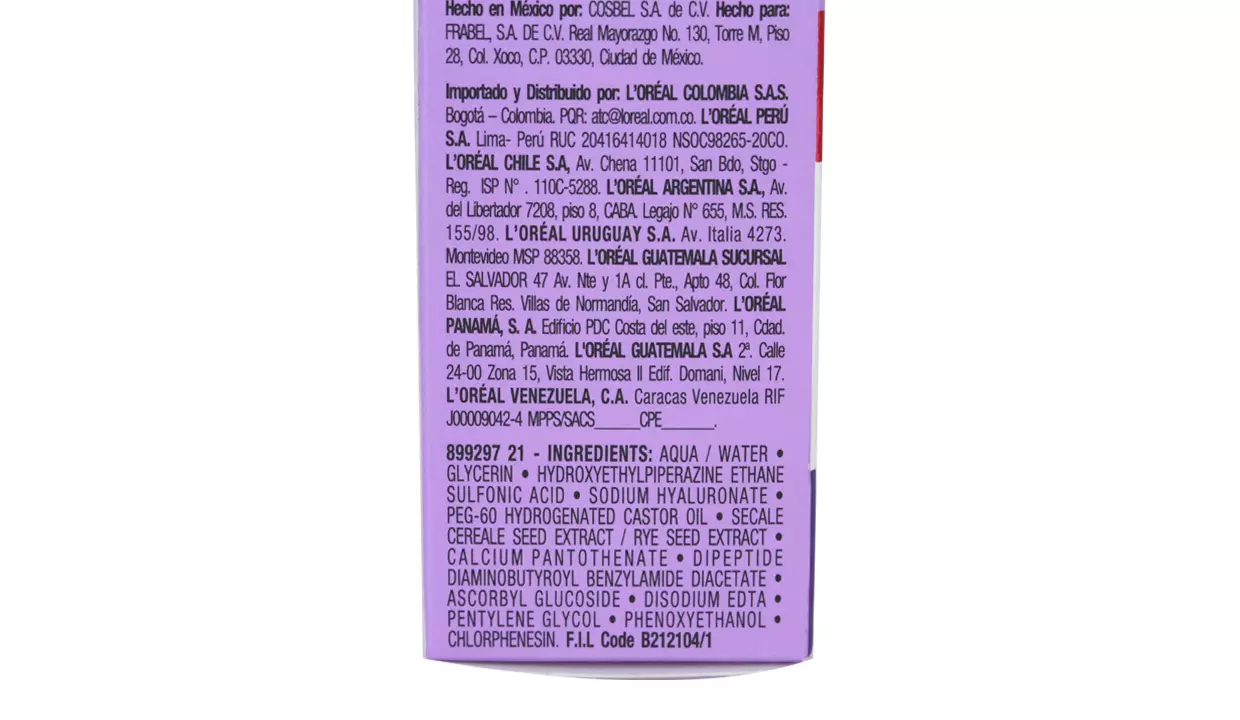 Hecho en México por: COSBEL S.A. de C.V. Hecho para:
FRABEL, S.A. DE C.V. Real Mayorazgo No. 130, Torre M, Piso
28, Col. Xoco, C.P. 03330, Ciudad de México.
Importado y Distribuido por: L'ORÉAL COLOMBIA S.A.S.
Bogotá – Colombia. PQR: atc@loreal.com.co. L'ORÉAL PERÚ
S.A. Lima- Perú RUC 20416414018 NSOC98265-20CO.
L'ORÉAL CHILE S.A, Av. Chena 11101, San Bdo, Stgo -
Reg. ISP N° . 110C-5288. L'ORÉAL ARGENTINA S.A., Av.
del Libertador 7208, piso 8, CABA. Legajo N° 655, M.S. RES.
155/98. L'ORÉAL URUGUAY S.A. Av. Italia 4273.
Montevideo MSP 88358. L'ORÉAL GUATEMALA SUCURSAL
EL SALVADOR 47 Av. Nte y 1A cl. Pte., Apto 48, Col. Flor
Blanca Res. Villas de Normandía, San Salvador. L'ORÉAL
PANAMÁ, S. A. Edificio PDC Costa del este, piso 11, Cdad.
de Panamá, Panamá. L'ORÉAL GUATEMALA S.A 2ª. Calle
24-00 Zona 15, Vista Hermosa II Edif. Domani, Nivel 17.
L'ORÉAL VENEZUELA, C.A. Caracas Venezuela RIF
J00009042-4 MPPS/SACS______CPE_______.
899297 21 - INGREDIENTS: AQUA / WATER •
GLYCERIN • HYDROXYETHYLPIPERAZINE ETHANE
SULFONIC ACID • SODIUM HYALURONATE •
PEG-60 HYDROGENATED CASTOR OIL • SECALE
CEREALE SEED EXTRACT / RYE SEED EXTRACT •
CALCIUM PANTOTHENATE • DIPEPTIDE
DIAMINOBUTYROYL BENZYLAMIDE DIACETATE •
ASCORBYL GLUCOSIDE • DISODIUM EDTA •
PENTYLENE GLYCOL • PHENOXYETHANOL •
CHLORPHENESIN. F.I.L Code B212104/1